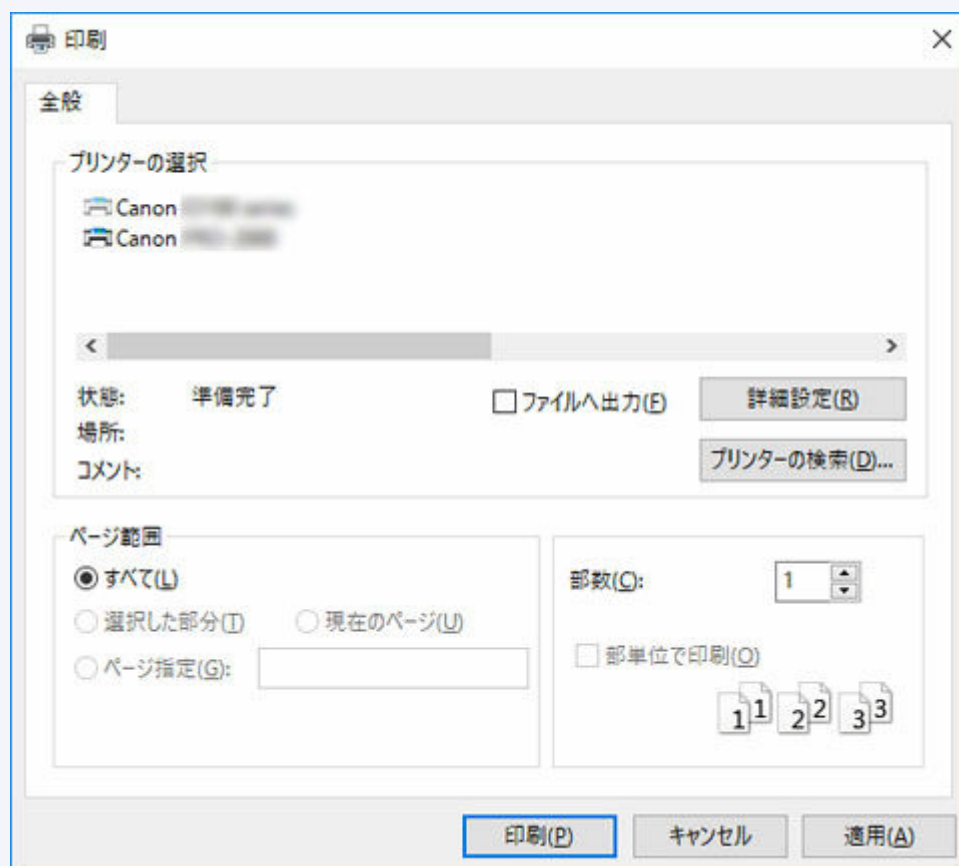 印刷
全般
プリンターの選択
Canon
Canon
状態: 準備完了
ファイルへ出力(F)
詳細設定(R)
場所:
プリンターの検索(D)...
コメント:
ページ範囲
すべて(L)
選択した部分(T) 現在のページ(U)
ページ指定(G):
部数(C): 1
部単位で印刷(O)
1 1 2 2 3 3
印刷(P) キャンセル 適用(A)